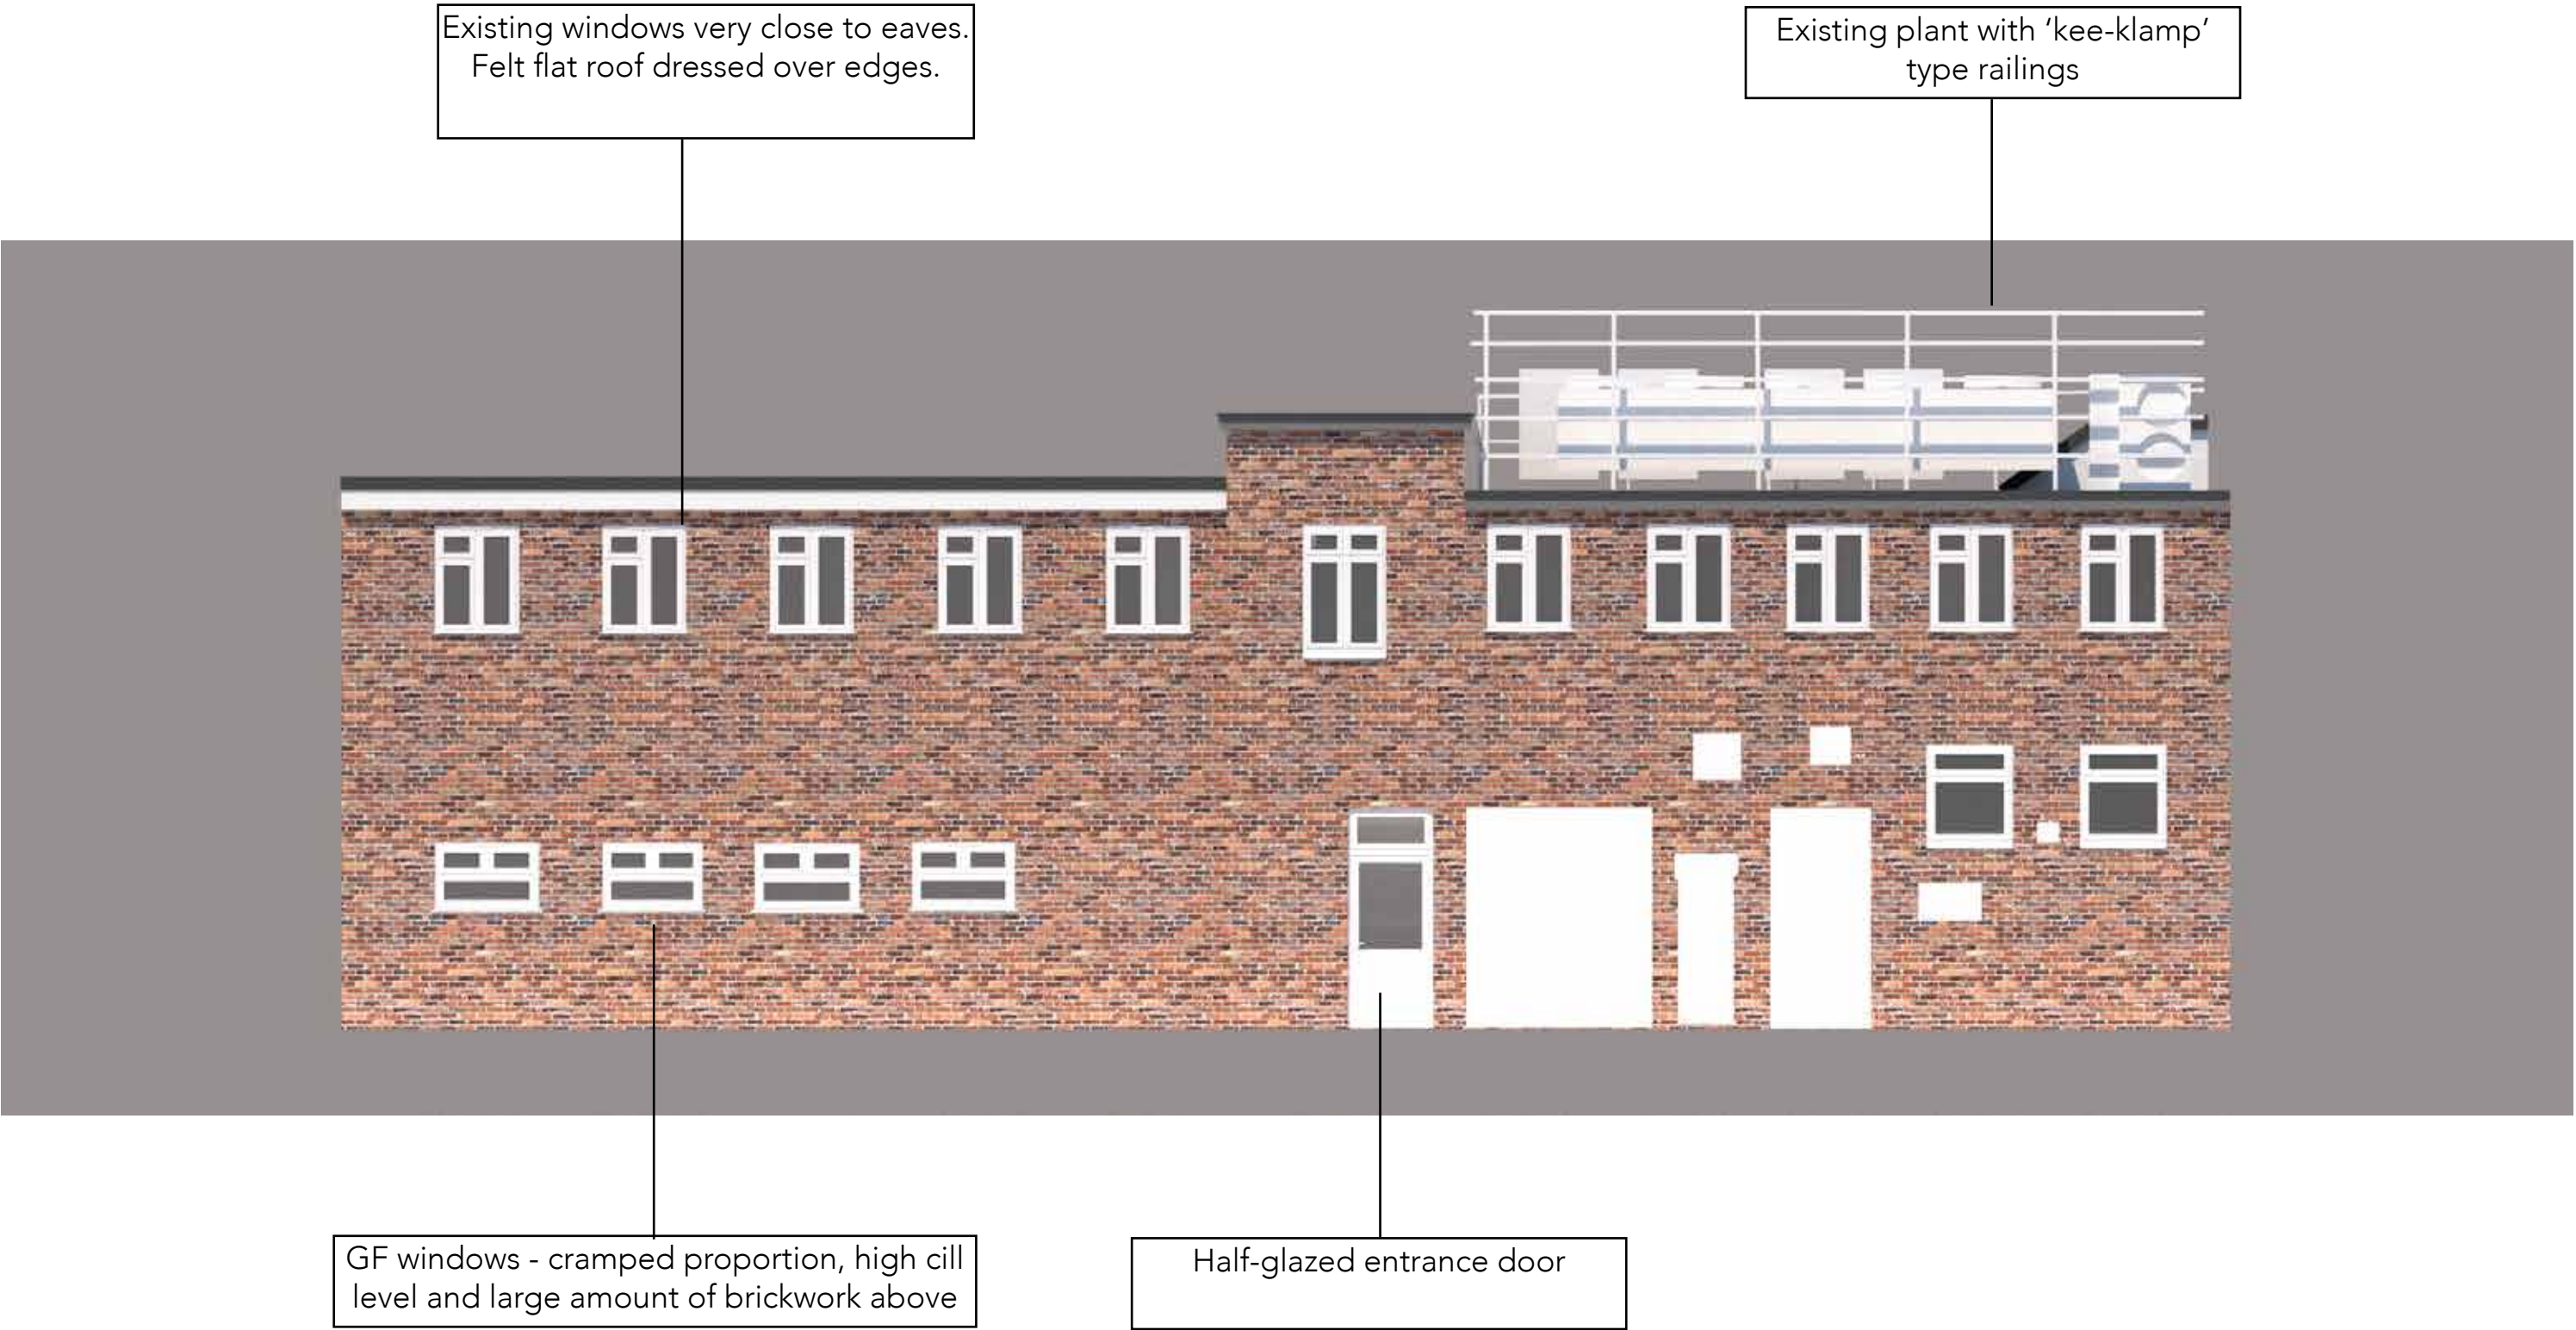 Existing windows very close to eaves.
Felt flat roof dressed over edges.
Existing plant with ‘kee-klamp’
type railings
GF windows - cramped proportion, high cill
level and large amount of brickwork above
Half-glazed entrance door